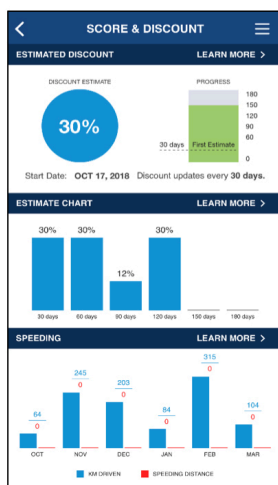 SCORE & DISCOUNT
ESTIMATED DISCOUNT LEARN MORE >
DISCOUNT ESTIMATE PROGRESS
30%
180
150
120
90
60
0
30 days First Estimate
Start Date: OCT 17, 2018 Discount updates every 30 days.
ESTIMATE CHART LEARN MORE >
30% 30% 12% 30%
30 days 60 days 90 days 120 days 150 days 180 days
SPEEDING LEARN MORE >
64 245 203 84 315 104
0 0 0 0 0 0
OCT NOV DEC JAN FEB MAR
KM DRIVEN SPEEDING DISTANCE